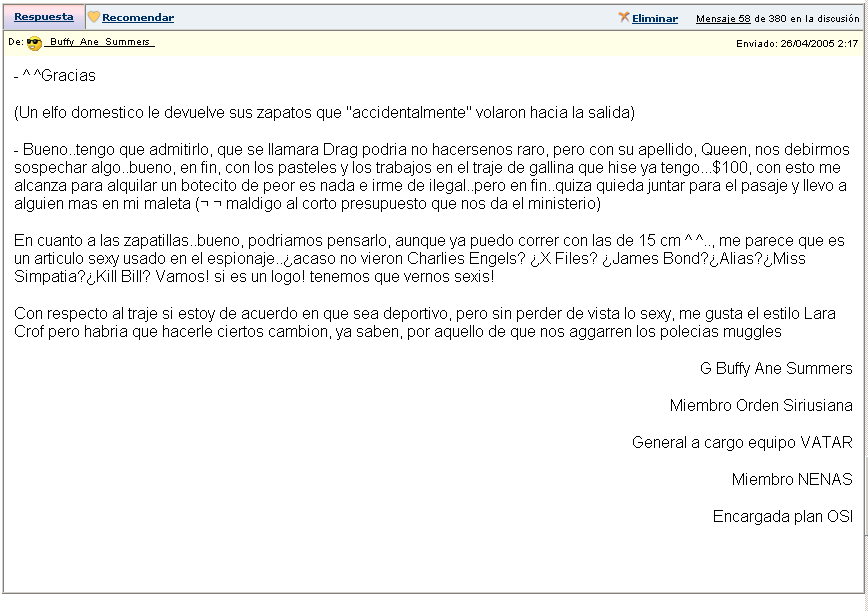 Respuesta Recomendar Eliminar Mensaje 58 de 380 en la discusión
De: _Buffy_Ane_Summers_ Enviado: 26/04/2005 2:17
- ^ ^Gracias
(Un elfo domestico le devuelve sus zapatos que "accidentalmente" volaron hacia la salida)
- Bueno..tengo que admitirlo, que se llamara Drag podria no hacersenos raro, pero con su apellido, Queen, nos debirmos
sospechar algo..bueno, en fin, con los pasteles y los trabajos en el traje de gallina que hise ya tengo...$100, con esto me
alcanza para alquilar un botecito de peor es nada e irme de ilegal..pero en fin..quiza quieda juntar para el pasaje y llevo a
alguien mas en mi maleta (¬ ¬ maldigo al corto presupuesto que nos da el ministerio)
En cuanto a las zapatillas..bueno, podriamos pensarlo, aunque ya puedo correr con las de 15 cm ^ ^.., me parece que es
un articulo sexy usado en el espionaje..¿acaso no vieron Charlies Engels? ¿X Files? ¿James Bond?¿Alias?¿Miss
Simpatia?¿Kill Bill? Vamos! si es un logo! tenemos que vernos sexis!
Con respecto al traje si estoy de acuerdo en que sea deportivo, pero sin perder de vista lo sexy, me gusta el estilo Lara
Crof pero habria que hacerle ciertos cambion, ya saben, por aquello de que nos aggarren los polecias muggles
G Buffy Ane Summers
Miembro Orden Siriusiana
General a cargo equipo VATAR
Miembro NENAS
Encargada plan OSI